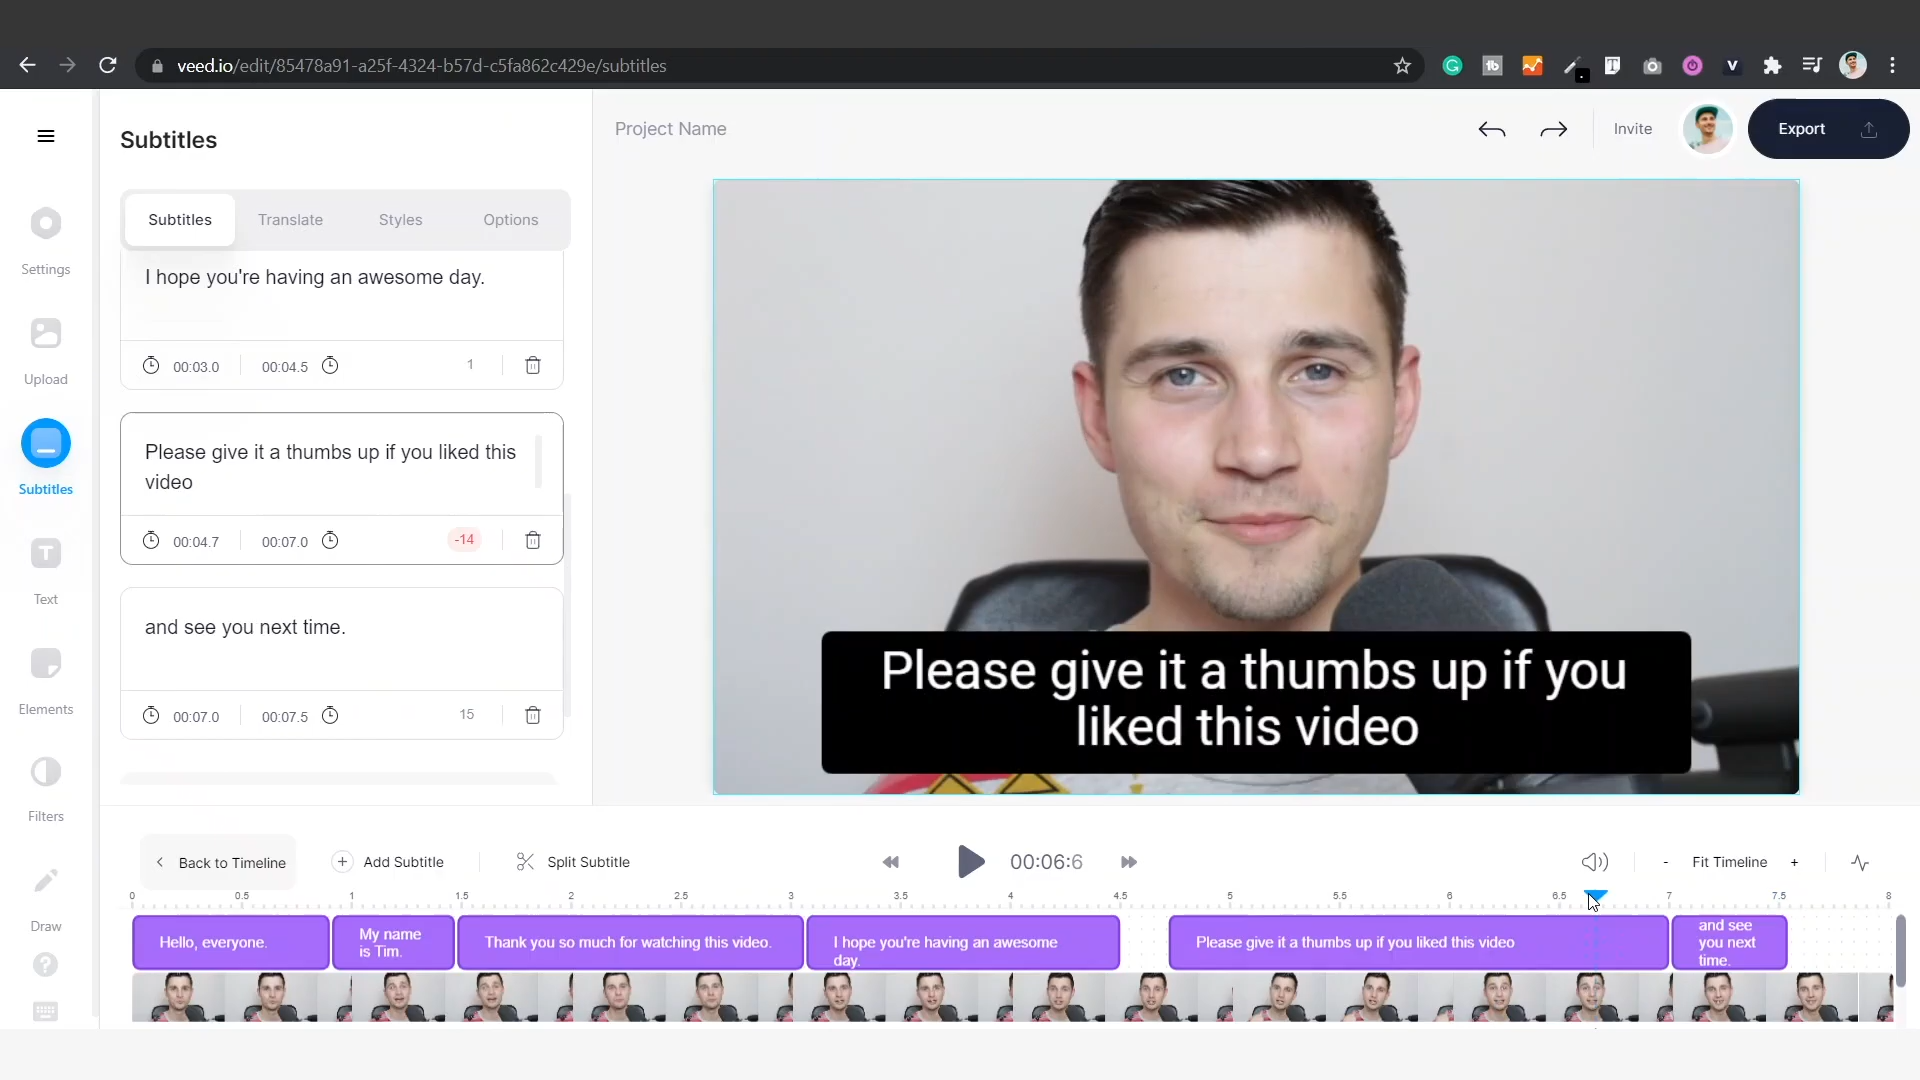 veed.io/edit/85478a91-a25f-4324-b57d-c5fa862c429e/subtitles
Settings
Upload
Subtitles
Text
Elements
Filters
Draw
Subtitles
Subtitles Translate Styles Options
I hope you're having an awesome day.
00:03.0 00:04.5 1
Please give it a thumbs up if you liked this
video
00:04.7 00:07.0 -14
and see you next time.
00:07.0 00:07.5 15
Project Name
Invite
Export
Please give it a thumbs up if you
liked this video
Back to Timeline
Add Subtitle
Split Subtitle
00:06:6
- Fit Timeline +
0 0.5 1 1.5 2 2.5 3 3.5 4 4.5 5 5.5 6 6.5 7 7.5 8
Hello, everyone.
My name
is Tim.
Thank you so much for watching this video.
I hope you're having an awesome
day.
Please give it a thumbs up if you liked this video
and see
you next
time.